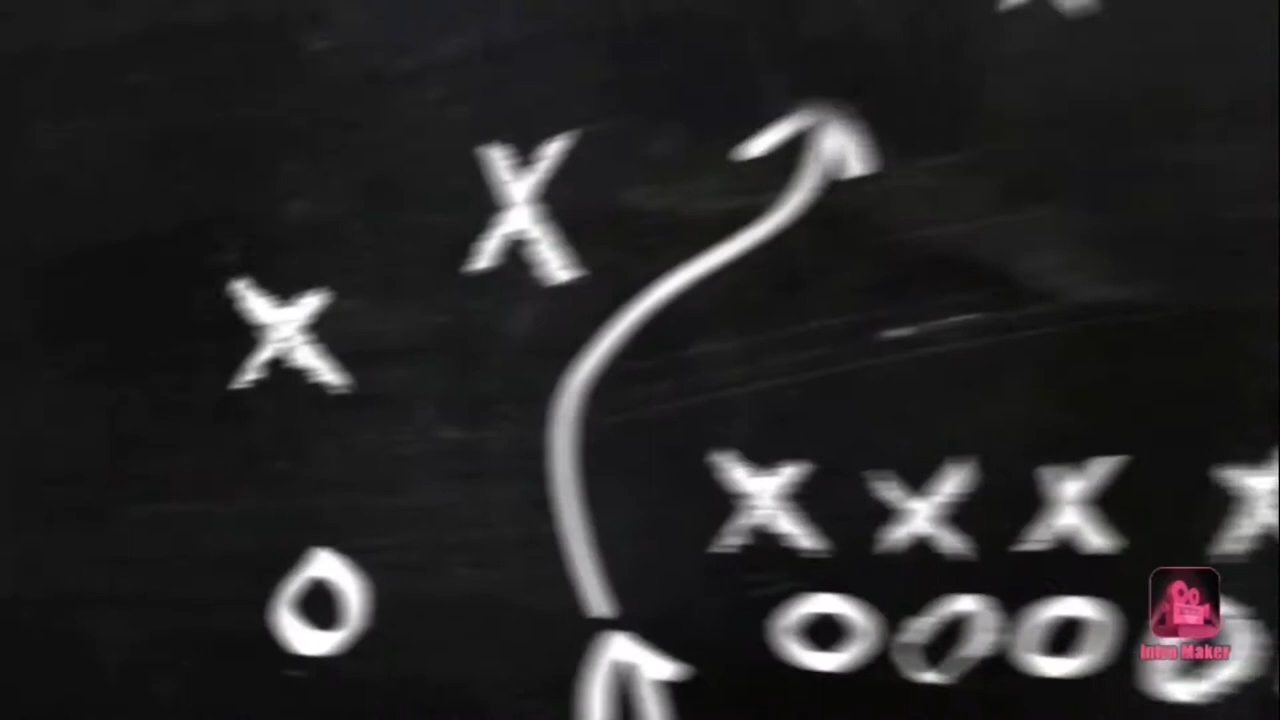 X
X
X X X X
O O O O O
Intro Maker